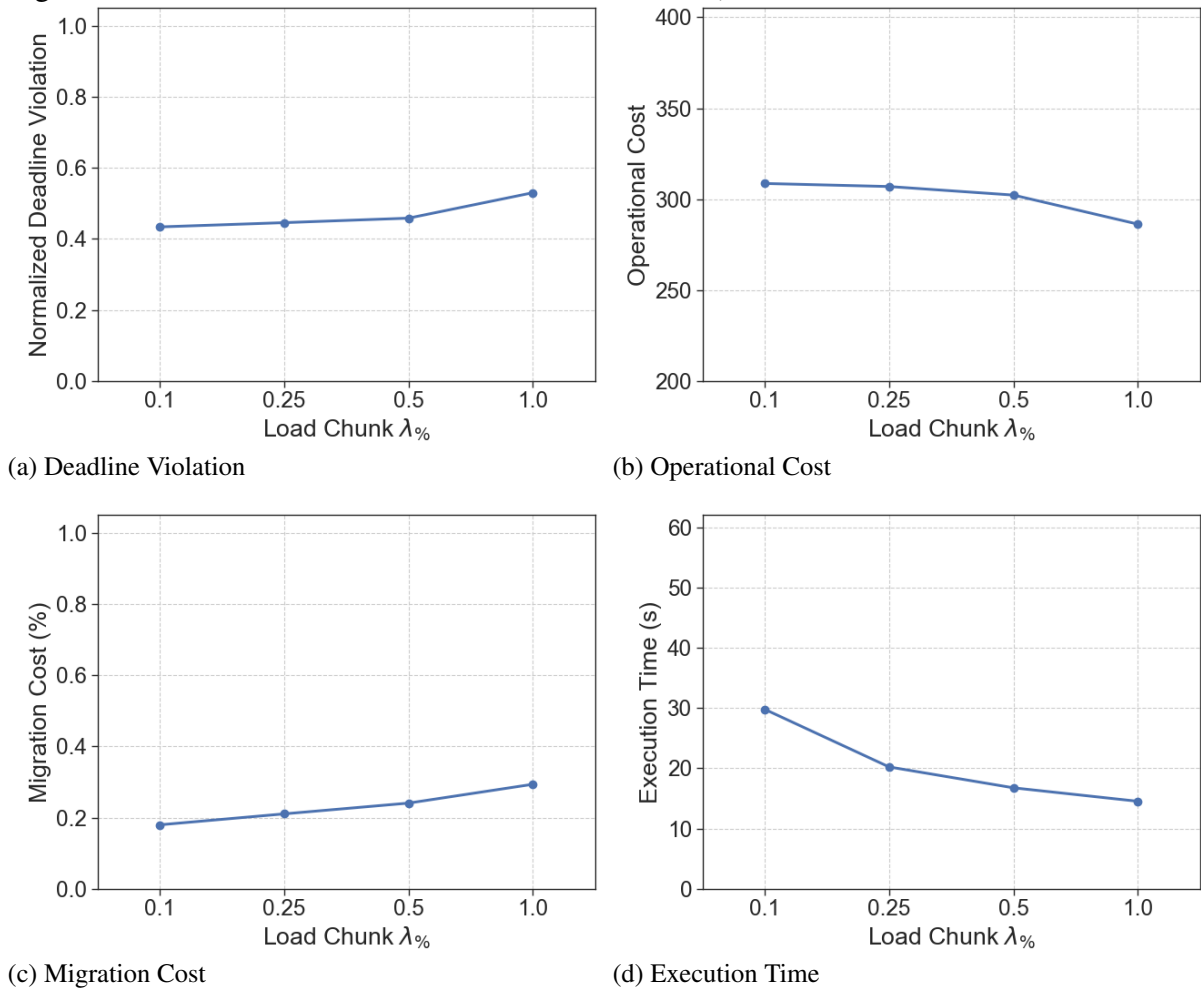 1.0
0.8
0.6
0.4
0.2
0.0
Normalized Deadline Violation
0.1 0.25 0.5 1.0
Load Chunk λ%
(a) Deadline Violation
400
350
300
250
200
Operational Cost
0.1 0.25 0.5 1.0
Load Chunk λ%
(b) Operational Cost
1.0
0.8
0.6
0.4
0.2
0.0
Migration Cost (%)
0.1 0.25 0.5 1.0
Load Chunk λ%
(c) Migration Cost
60
50
40
30
20
10
0
Execution Time (s)
0.1 0.25 0.5 1.0
Load Chunk λ%
(d) Execution Time